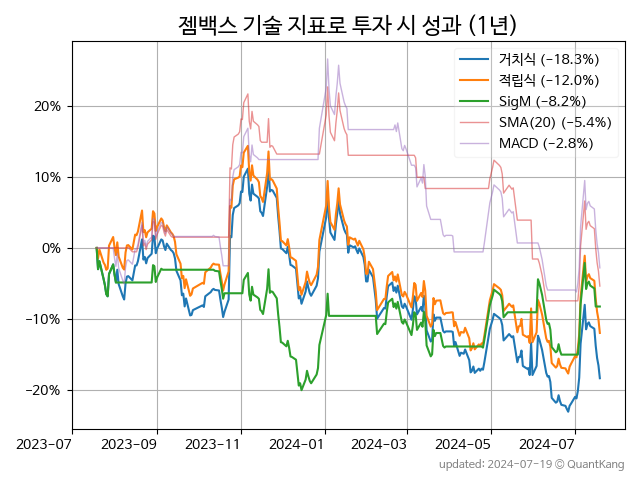 젬백스 기술 지표로 투자 시 성과 (1년)
거치식 (−18.3%)
적립식 (−12.0%)
SigM (−8.2%)
SMA(20) (−5.4%)
MACD (−2.8%)
20%
10%
0%
−10%
−20%
2023-07
2023-09
2023-11
2024-01
2024-03
2024-05
2024-07
updated: 2024-07-19 @ QuantKang